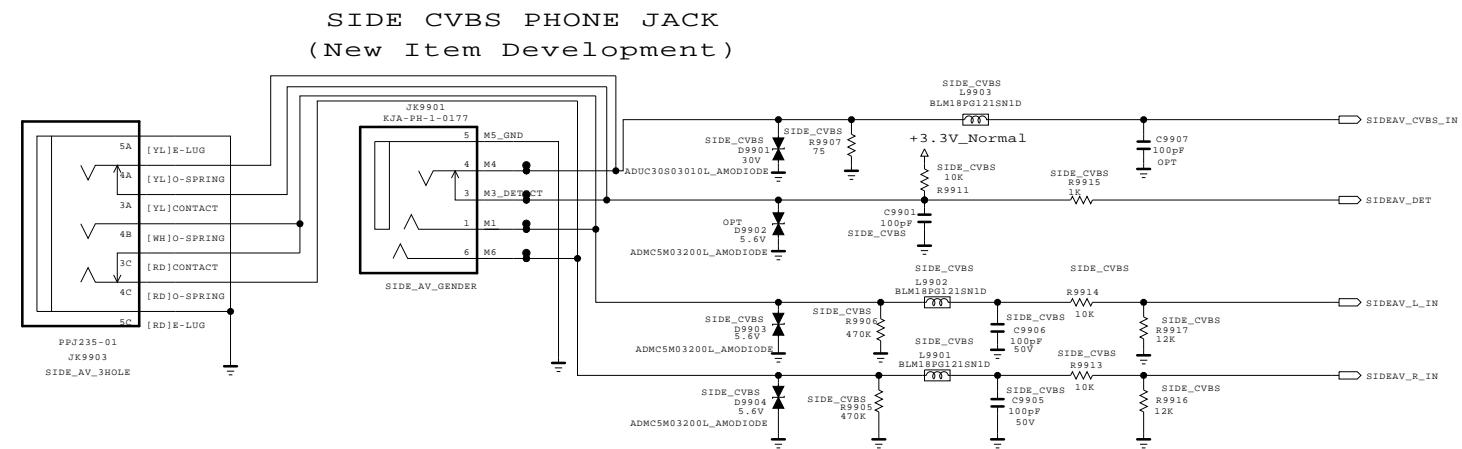 SIDE CVBS PHONE JACK
(New Item Development)
5A [YL]E-LUG
4A [YL]O-SPRING
3A [YL]CONTACT
4B [WH]O-SPRING
3C [RD]CONTACT
4C [RD]O-SPRING
5C [RD]E-LUG
PPJ235-01
JK9903
SIDE_AV_3HOLE
JK9901
KJA-PH-1-0177
5 M5_GND
4 M4
3 M3_DETECT
1 M1
6 M6
SIDE_AV_GENDER
SIDE_CVBS
D9901
30V
ADUC30S03010L_AMODIODE
SIDE_CVBS
R9907
75
SIDE_CVBS
L9903
BLM18PG121SN1D
C9907
100pF
OPT
SIDEAV_CVBS_IN
+3.3V_Normal
SIDE_CVBS
10K
R9911
SIDE_CVBS
R9915
1K
SIDEAV_DET
OPT
D9902
5.6V
ADMC5M03200L_AMODIODE
C9901
100pF
SIDE_CVBS
SIDE_CVBS
D9903
5.6V
ADMC5M03200L_AMODIODE
SIDE_CVBS
R9906
470K
SIDE_CVBS
L9902
BLM18PG121SN1D
SIDE_CVBS
C9906
100pF
50V
SIDE_CVBS
R9914
10K
SIDE_CVBS
R9917
12K
SIDEAV_L_IN
SIDE_CVBS
D9904
5.6V
ADMC5M03200L_AMODIODE
SIDE_CVBS
R9905
470K
SIDE_CVBS
L9901
BLM18PG121SN1D
SIDE_CVBS
C9905
100pF
50V
SIDE_CVBS
R9913
10K
SIDE_CVBS
R9916
12K
SIDEAV_R_IN